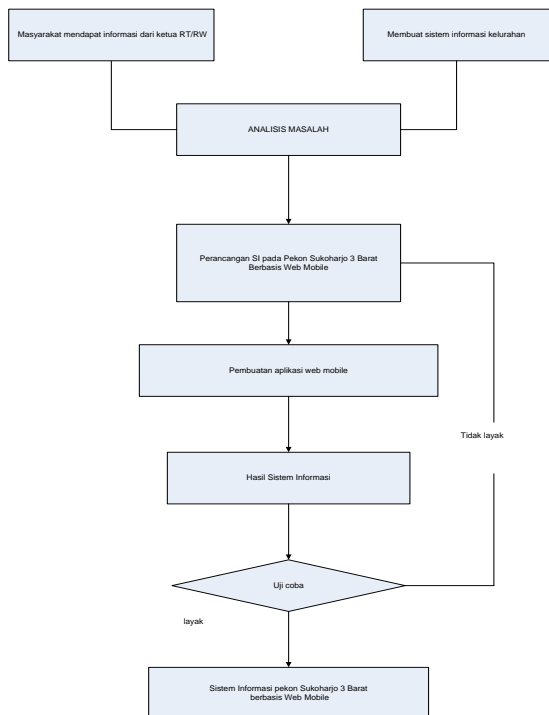 Masyarakat mendapat informasi dari ketua RT/RW
Membuat sistem informasi kelurahan
ANALISIS MASALAH
Perancangan SI pada Pekon Sukoharjo 3 Barat
Berbasis Web Mobile
Pembuatan aplikasi web mobile
Tidak layak
Hasil Sistem Informasi
Uji coba
layak
Sistem Informasi pekon Sukoharjo 3 Barat
berbasis Web Mobile